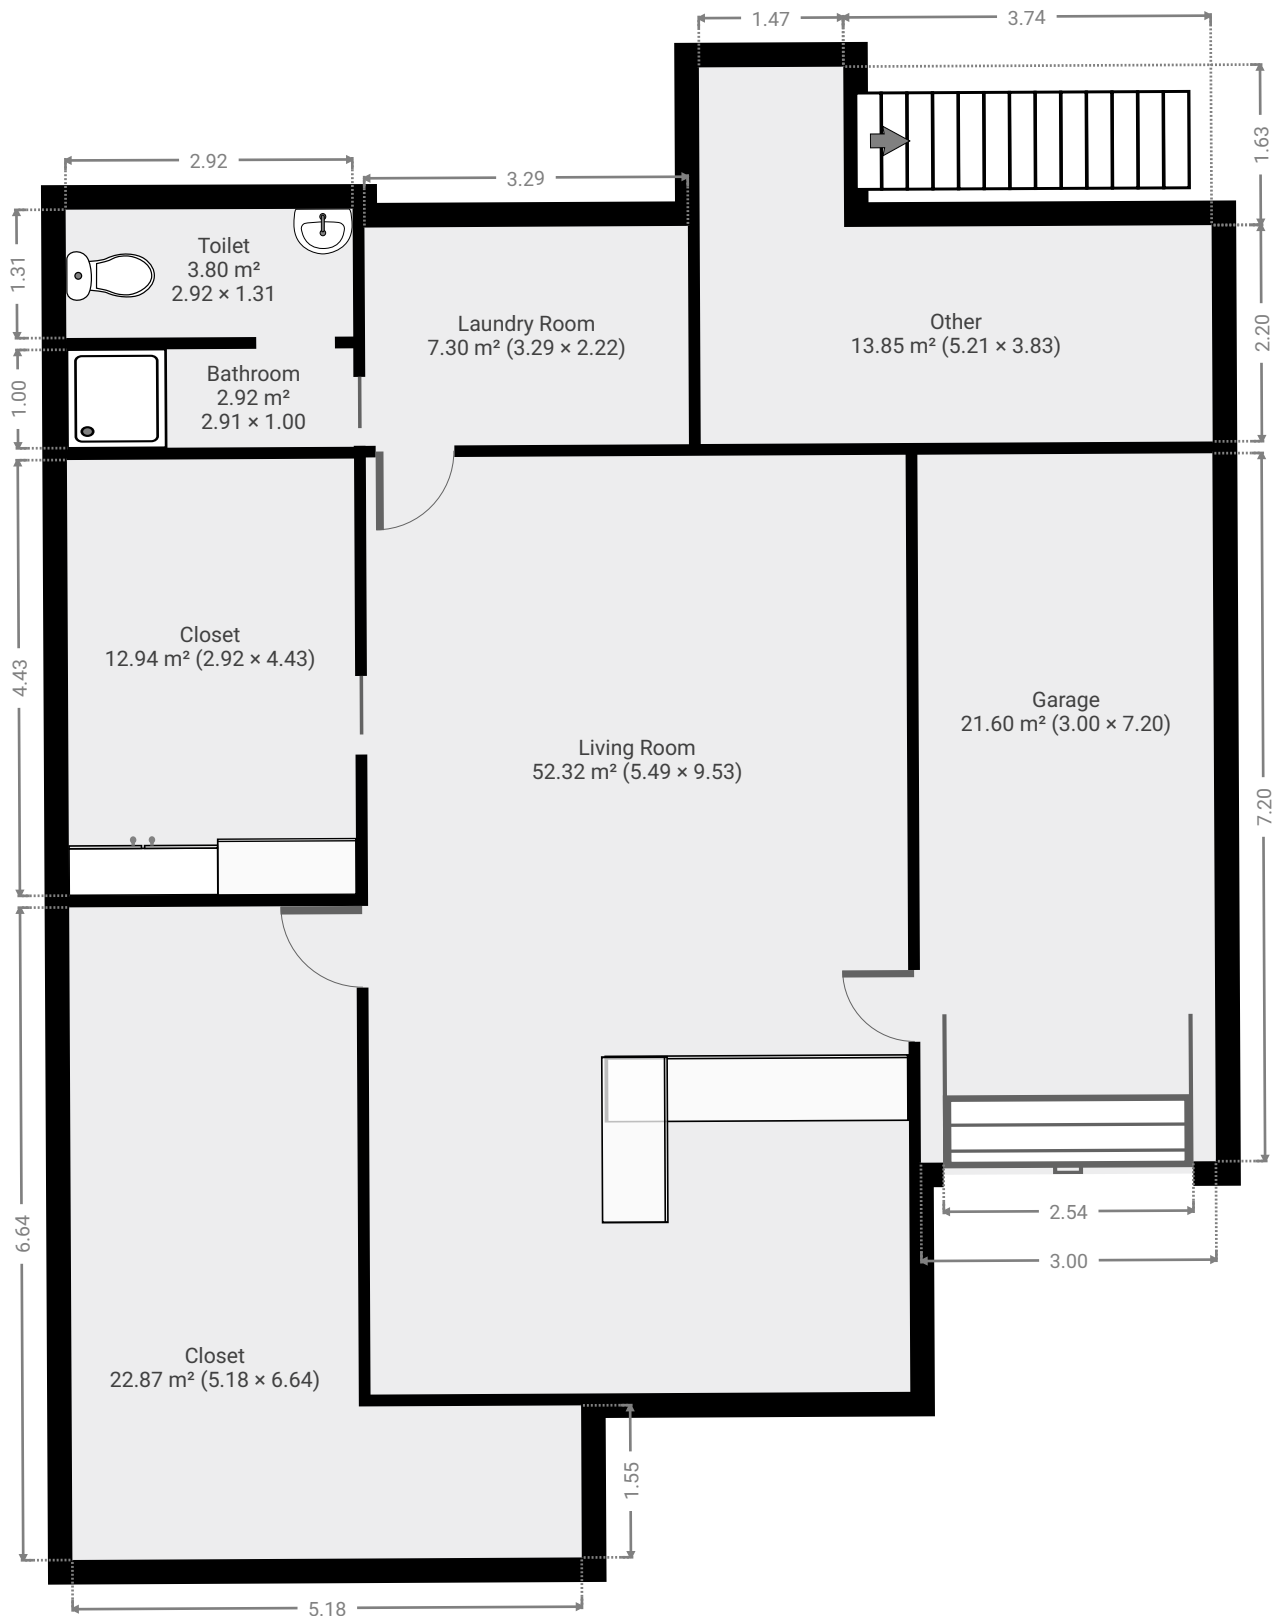 1.47
3.74
1.63
2.92
3.29
1.31
Toilet
3.80 m²
2.92 × 1.31
Laundry Room
7.30 m² (3.29 × 2.22)
Other
13.85 m² (5.21 × 3.83)
2.20
1.00
Bathroom
2.92 m²
2.91 × 1.00
4.43
Closet
12.94 m² (2.92 × 4.43)
Living Room
52.32 m² (5.49 × 9.53)
Garage
21.60 m² (3.00 × 7.20)
7.20
6.64
2.54
3.00
Closet
22.87 m² (5.18 × 6.64)
1.55
5.18